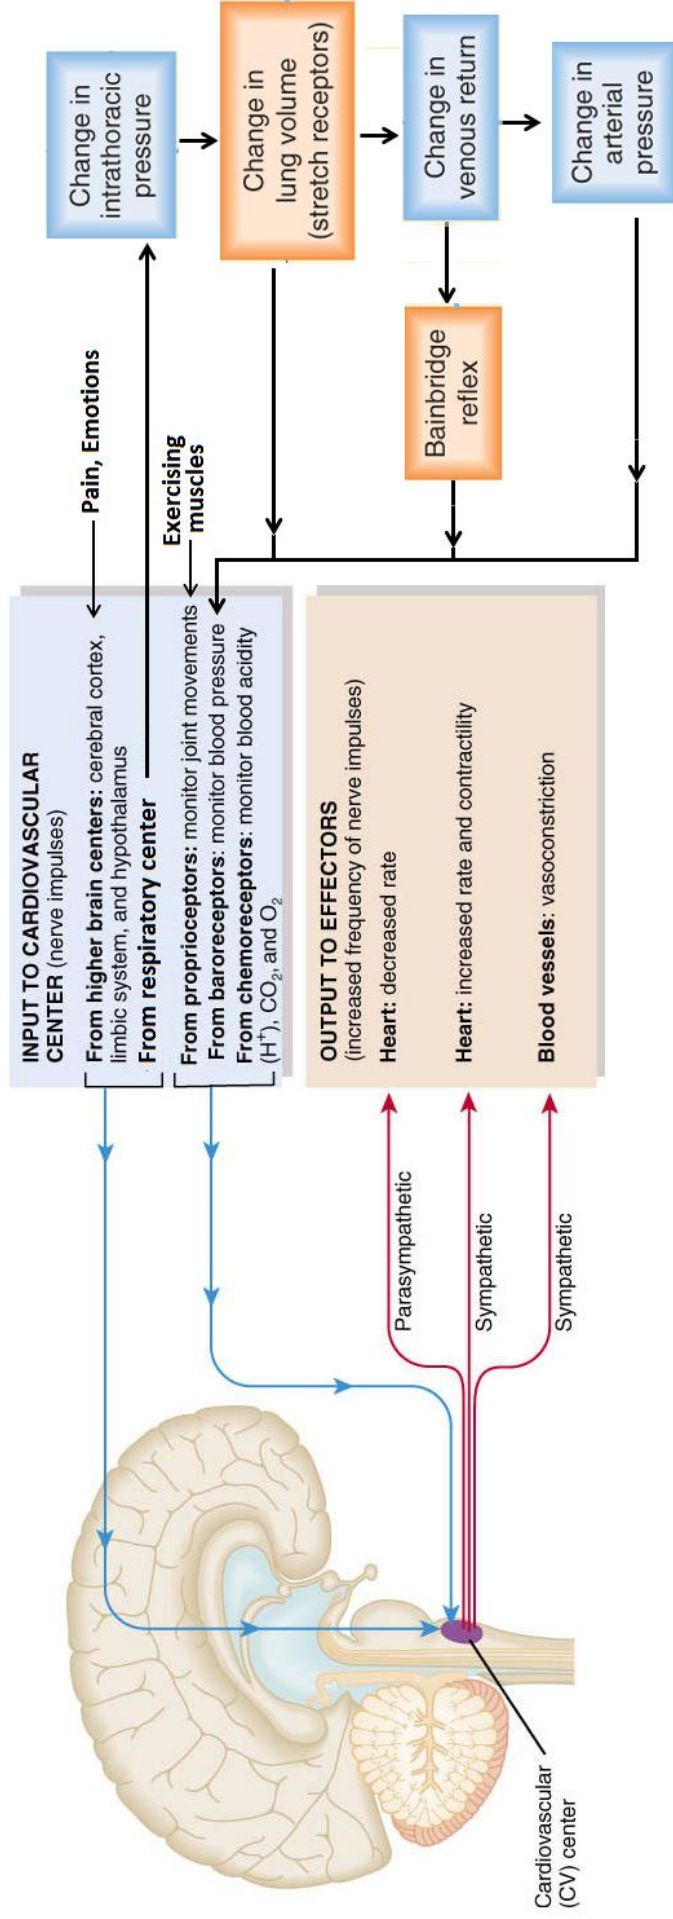 INPUT TO CARDIOVASCULAR
CENTER (nerve impulses)
From higher brain centers: cerebral cortex,
limbic system, and hypothalamus
From respiratory center
From proprioceptors: monitor joint movements
From baroreceptors: monitor blood pressure
From chemoreceptors: monitor blood acidity
(H⁺), CO₂, and O₂
Pain, Emotions
Exercising
muscles
Change in
intrathoracic
pressure
Change in
lung volume
(stretch receptors)
Change in
venous return
Change in
arterial
pressure
Bainbridge
reflex
OUTPUT TO EFFECTORS
(increased frequency of nerve impulses)
Heart: decreased rate
Heart: increased rate and contractility
Blood vessels: vasoconstriction
Parasympathetic
Sympathetic
Sympathetic
Cardiovascular
(CV) center